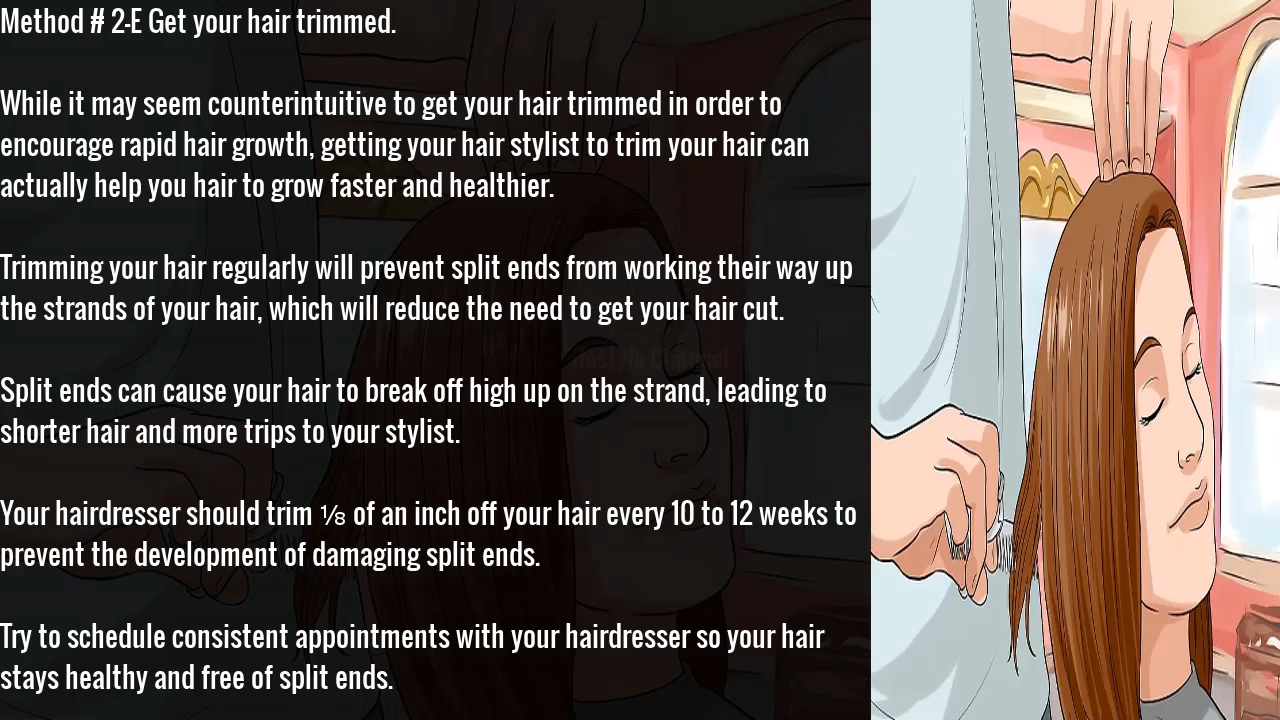 Method # 2-E Get your hair trimmed.
While it may seem counterintuitive to get your hair trimmed in order to
encourage rapid hair growth, getting your hair stylist to trim your hair can
actually help you hair to grow faster and healthier.
Trimming your hair regularly will prevent split ends from working their way up
the strands of your hair, which will reduce the need to get your hair cut.
Split ends can cause your hair to break off high up on the strand, leading to
shorter hair and more trips to your stylist.
Your hairdresser should trim ⅛ of an inch off your hair every 10 to 12 weeks to
prevent the development of damaging split ends.
Try to schedule consistent appointments with your hairdresser so your hair
stays healthy and free of split ends.